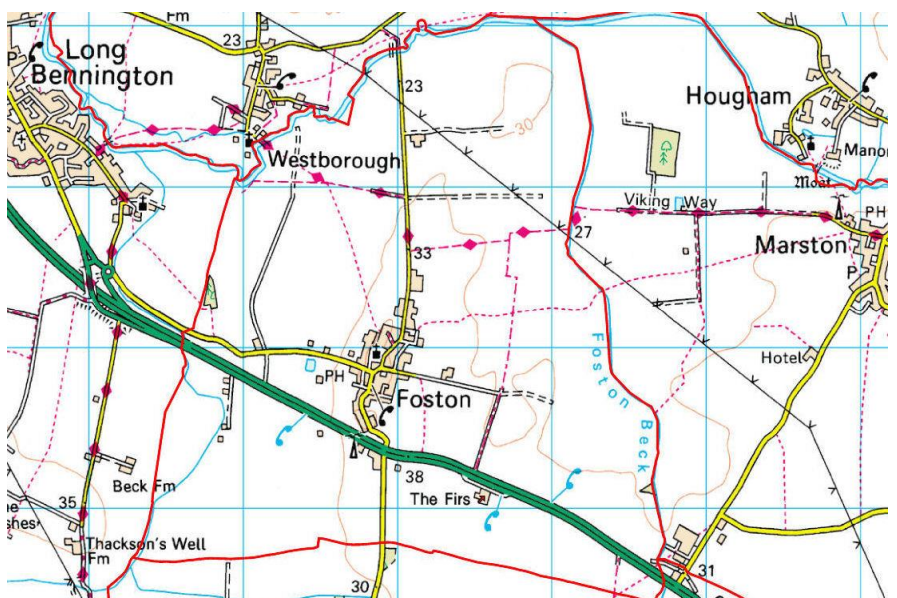 Fm
23
Long
Bennington
P
23
Hougham
30
Manor
Westborough
Moat
Viking Way
PH
27
33
Marston
P
Foston
Beck
Hotel
PH
Foston
38
Beck Fm
The Firs
35
Thackson's Well
Fm
31
30